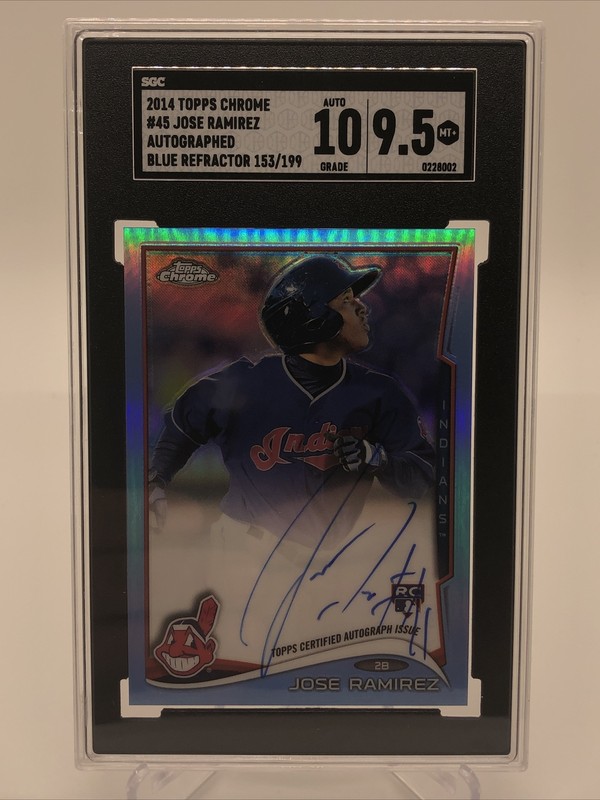 SGC
2014 TOPPS CHROME
#45 JOSE RAMIREZ
AUTOGRAPHED
BLUE REFRACTOR 153/199
AUTO
10
GRADE
9.5
MT+
0228002
Topps
Chrome
Indians
INDIANS
RC
TOPPS CERTIFIED AUTOGRAPH ISSUE
2B
JOSE RAMIREZ